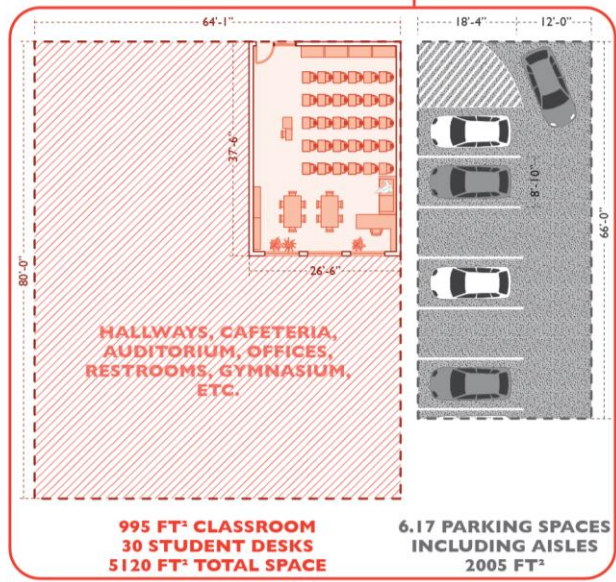 64'-1"
18'-4"
12'-0"
37'-6"
8'-10"
66'-0"
80'-0"
26'-6"
HALLWAYS, CAFETERIA,
AUDITORIUM, OFFICES,
RESTROOMS, GYMNASIUM,
ETC.
995 FT² CLASSROOM
30 STUDENT DESKS
5120 FT² TOTAL SPACE
6.17 PARKING SPACES
INCLUDING AISLES
2005 FT²